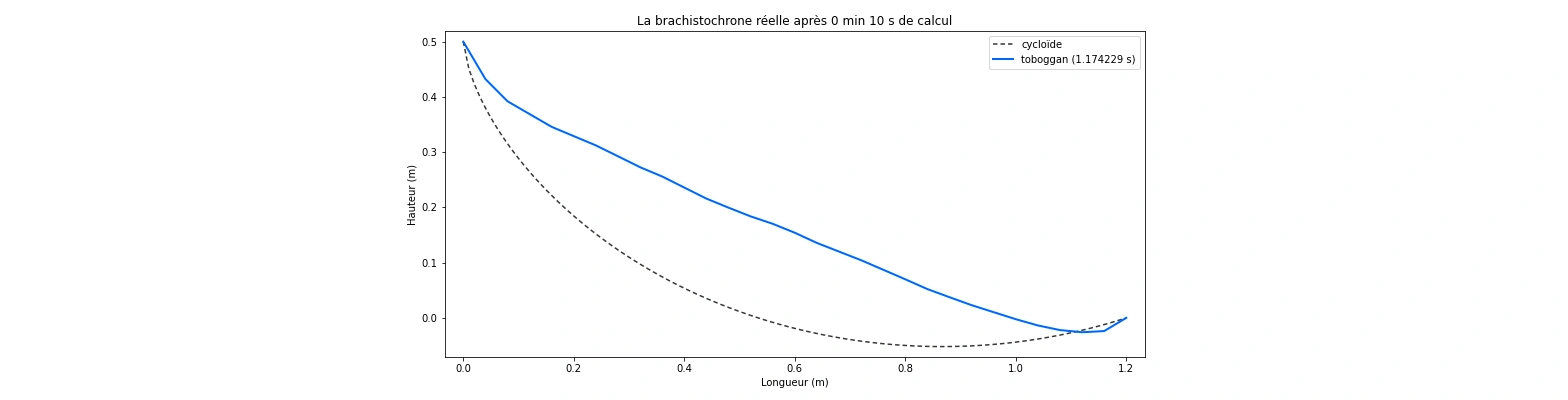 La brachistochrone réelle après 0 min 10 s de calcul
cycloïde
toboggan (1.174229 s)
Hauteur (m)
0.5
0.4
0.3
0.2
0.1
0.0
0.0 0.2 0.4 0.6 0.8 1.0 1.2
Longueur (m)